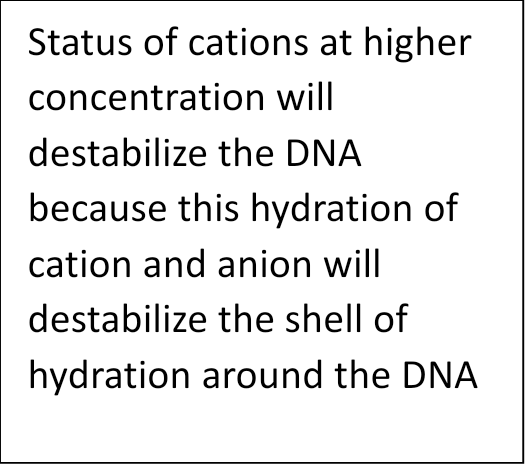 Status of cations at higher
concentration will
destabilize the DNA
because this hydration of
cation and anion will
destabilize the shell of
hydration around the DNA